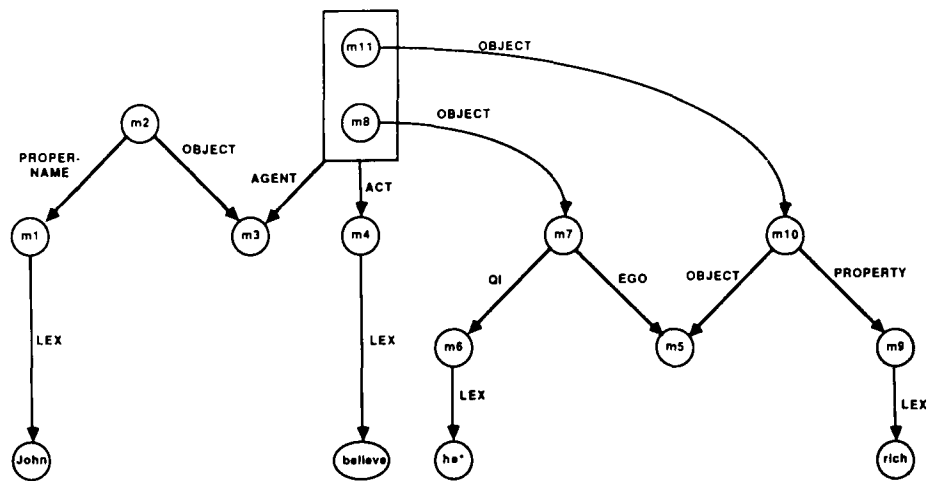 m11
OBJECT
m8
OBJECT
m2
PROPER-
NAME
OBJECT
AGENT
ACT
m1
m3
m4
m7
m10
QI
EGO
OBJECT
PROPERTY
LEX
LEX
m6
m5
m9
LEX
LEX
John
believe
he*
rich